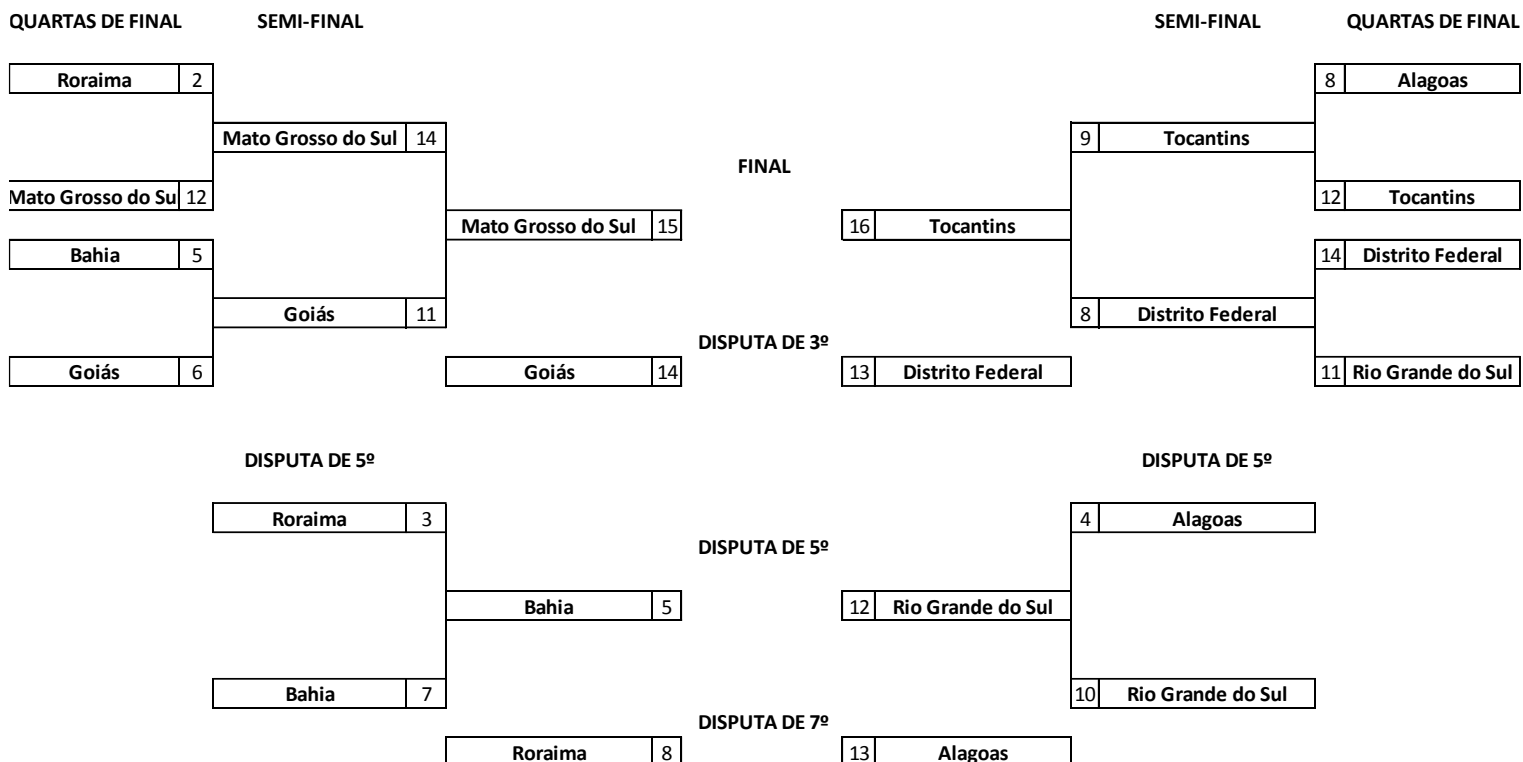 QUARTAS DE FINAL SEMI-FINAL SEMI-FINAL QUARTAS DE FINAL
Roraima 2 8 Alagoas
Mato Grosso do Sul 14 9 Tocantins
FINAL
Mato Grosso do Su 12 12 Tocantins
Mato Grosso do Sul 15 16 Tocantins
Bahia 5 14 Distrito Federal
Goiás 11 8 Distrito Federal
DISPUTA DE 3º
Goiás 6 Goiás 14 13 Distrito Federal 11 Rio Grande do Sul
DISPUTA DE 5º DISPUTA DE 5º
Roraima 3 4 Alagoas
DISPUTA DE 5º
Bahia 5 12 Rio Grande do Sul
Bahia 7 10 Rio Grande do Sul
DISPUTA DE 7º
Roraima 8 13 Alagoas